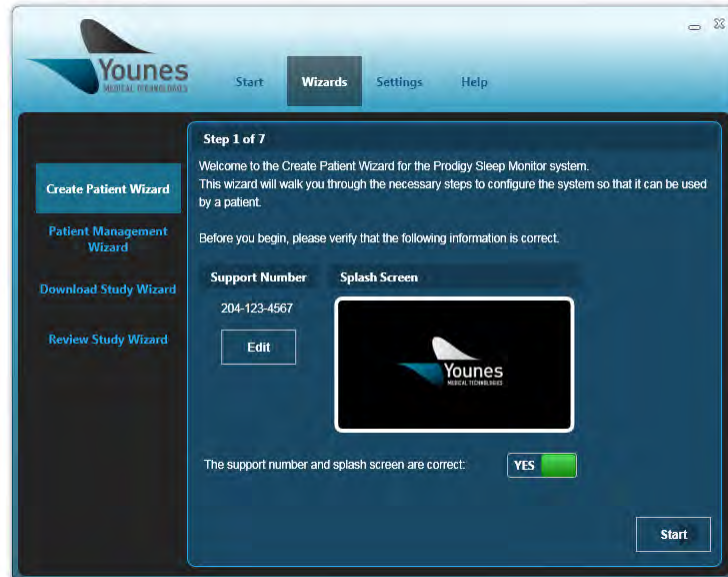 Younes
MEDICAL TECHNOLOGIES
Start
Wizards
Settings
Help
Create Patient Wizard
Patient Management
Wizard
Download Study Wizard
Review Study Wizard
Step 1 of 7
Welcome to the Create Patient Wizard for the Prodigy Sleep Monitor system.
This wizard will walk you through the necessary steps to configure the system so that it can be used
by a patient.
Before you begin, please verify that the following information is correct.
Support Number
204-123-4567
Edit
Splash Screen
Younes
MEDICAL TECHNOLOGIES
The support number and splash screen are correct:
YES
Start